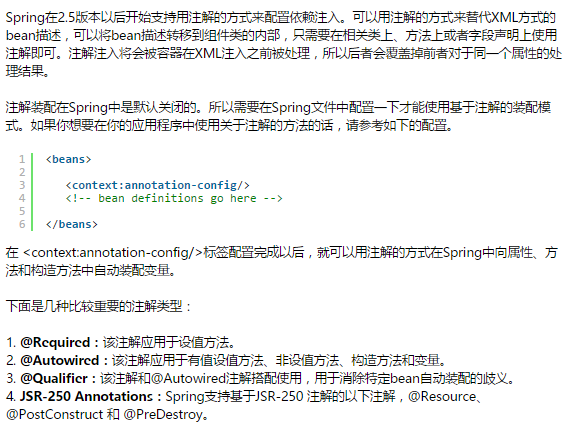 Spring在2.5版本以后开始支持用注解的方式来配置依赖注入。可以用注解的方式来替代XML方式的
bean描述，可以将bean描述转移到组件类的内部，只需要在相关类上、方法上或者字段声明上使用
注解即可。注解注入将会被容器在XML注入之前被处理，所以后者会覆盖掉前者对于同一个属性的处
理结果。
注解装配在Spring中是默认关闭的。所以需要在Spring文件中配置一下才能使用基于注解的装配模
式。如果你想要在你的应用程序中使用关于注解的方法的话，请参考如下的配置。
1 <beans>
2
3 <context:annotation-config/>
4 <!-- bean definitions go here -->
5
6 </beans>
在 <context:annotation-config/>标签配置完成以后，就可以用注解的方式在Spring中向属性、方
法和构造方法中自动装配变量。
下面是几种比较重要的注解类型：
1. @Required：该注解应用于设值方法。
2. @Autowired：该注解应用于有值设值方法、非设值方法、构造方法和变量。
3. @Qualifier：该注解和@Autowired注解搭配使用，用于消除特定bean自动装配的歧义。
4. JSR-250 Annotations：Spring支持基于JSR-250 注解的以下注解，@Resource、
@PostConstruct 和 @PreDestroy。